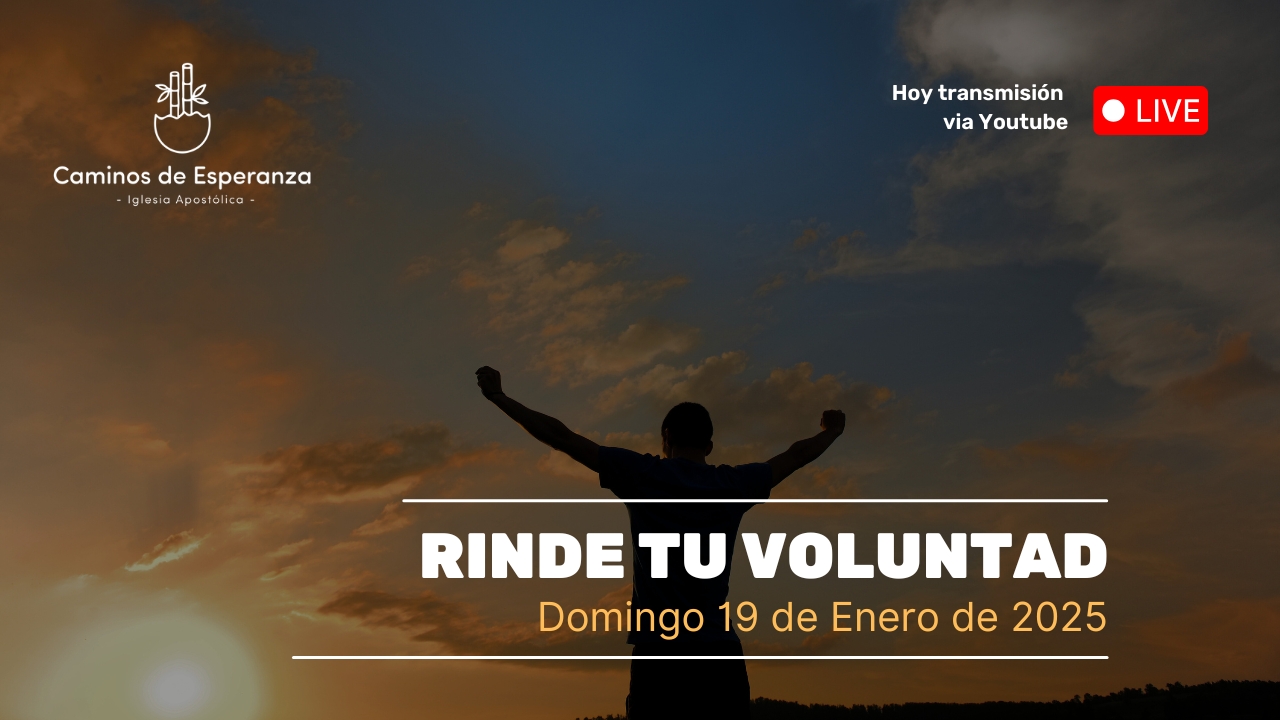 Caminos de Esperanza
- Iglesia Apostólica -
Hoy transmisión
via Youtube
LIVE
RINDE TU VOLUNTAD
Domingo 19 de Enero de 2025